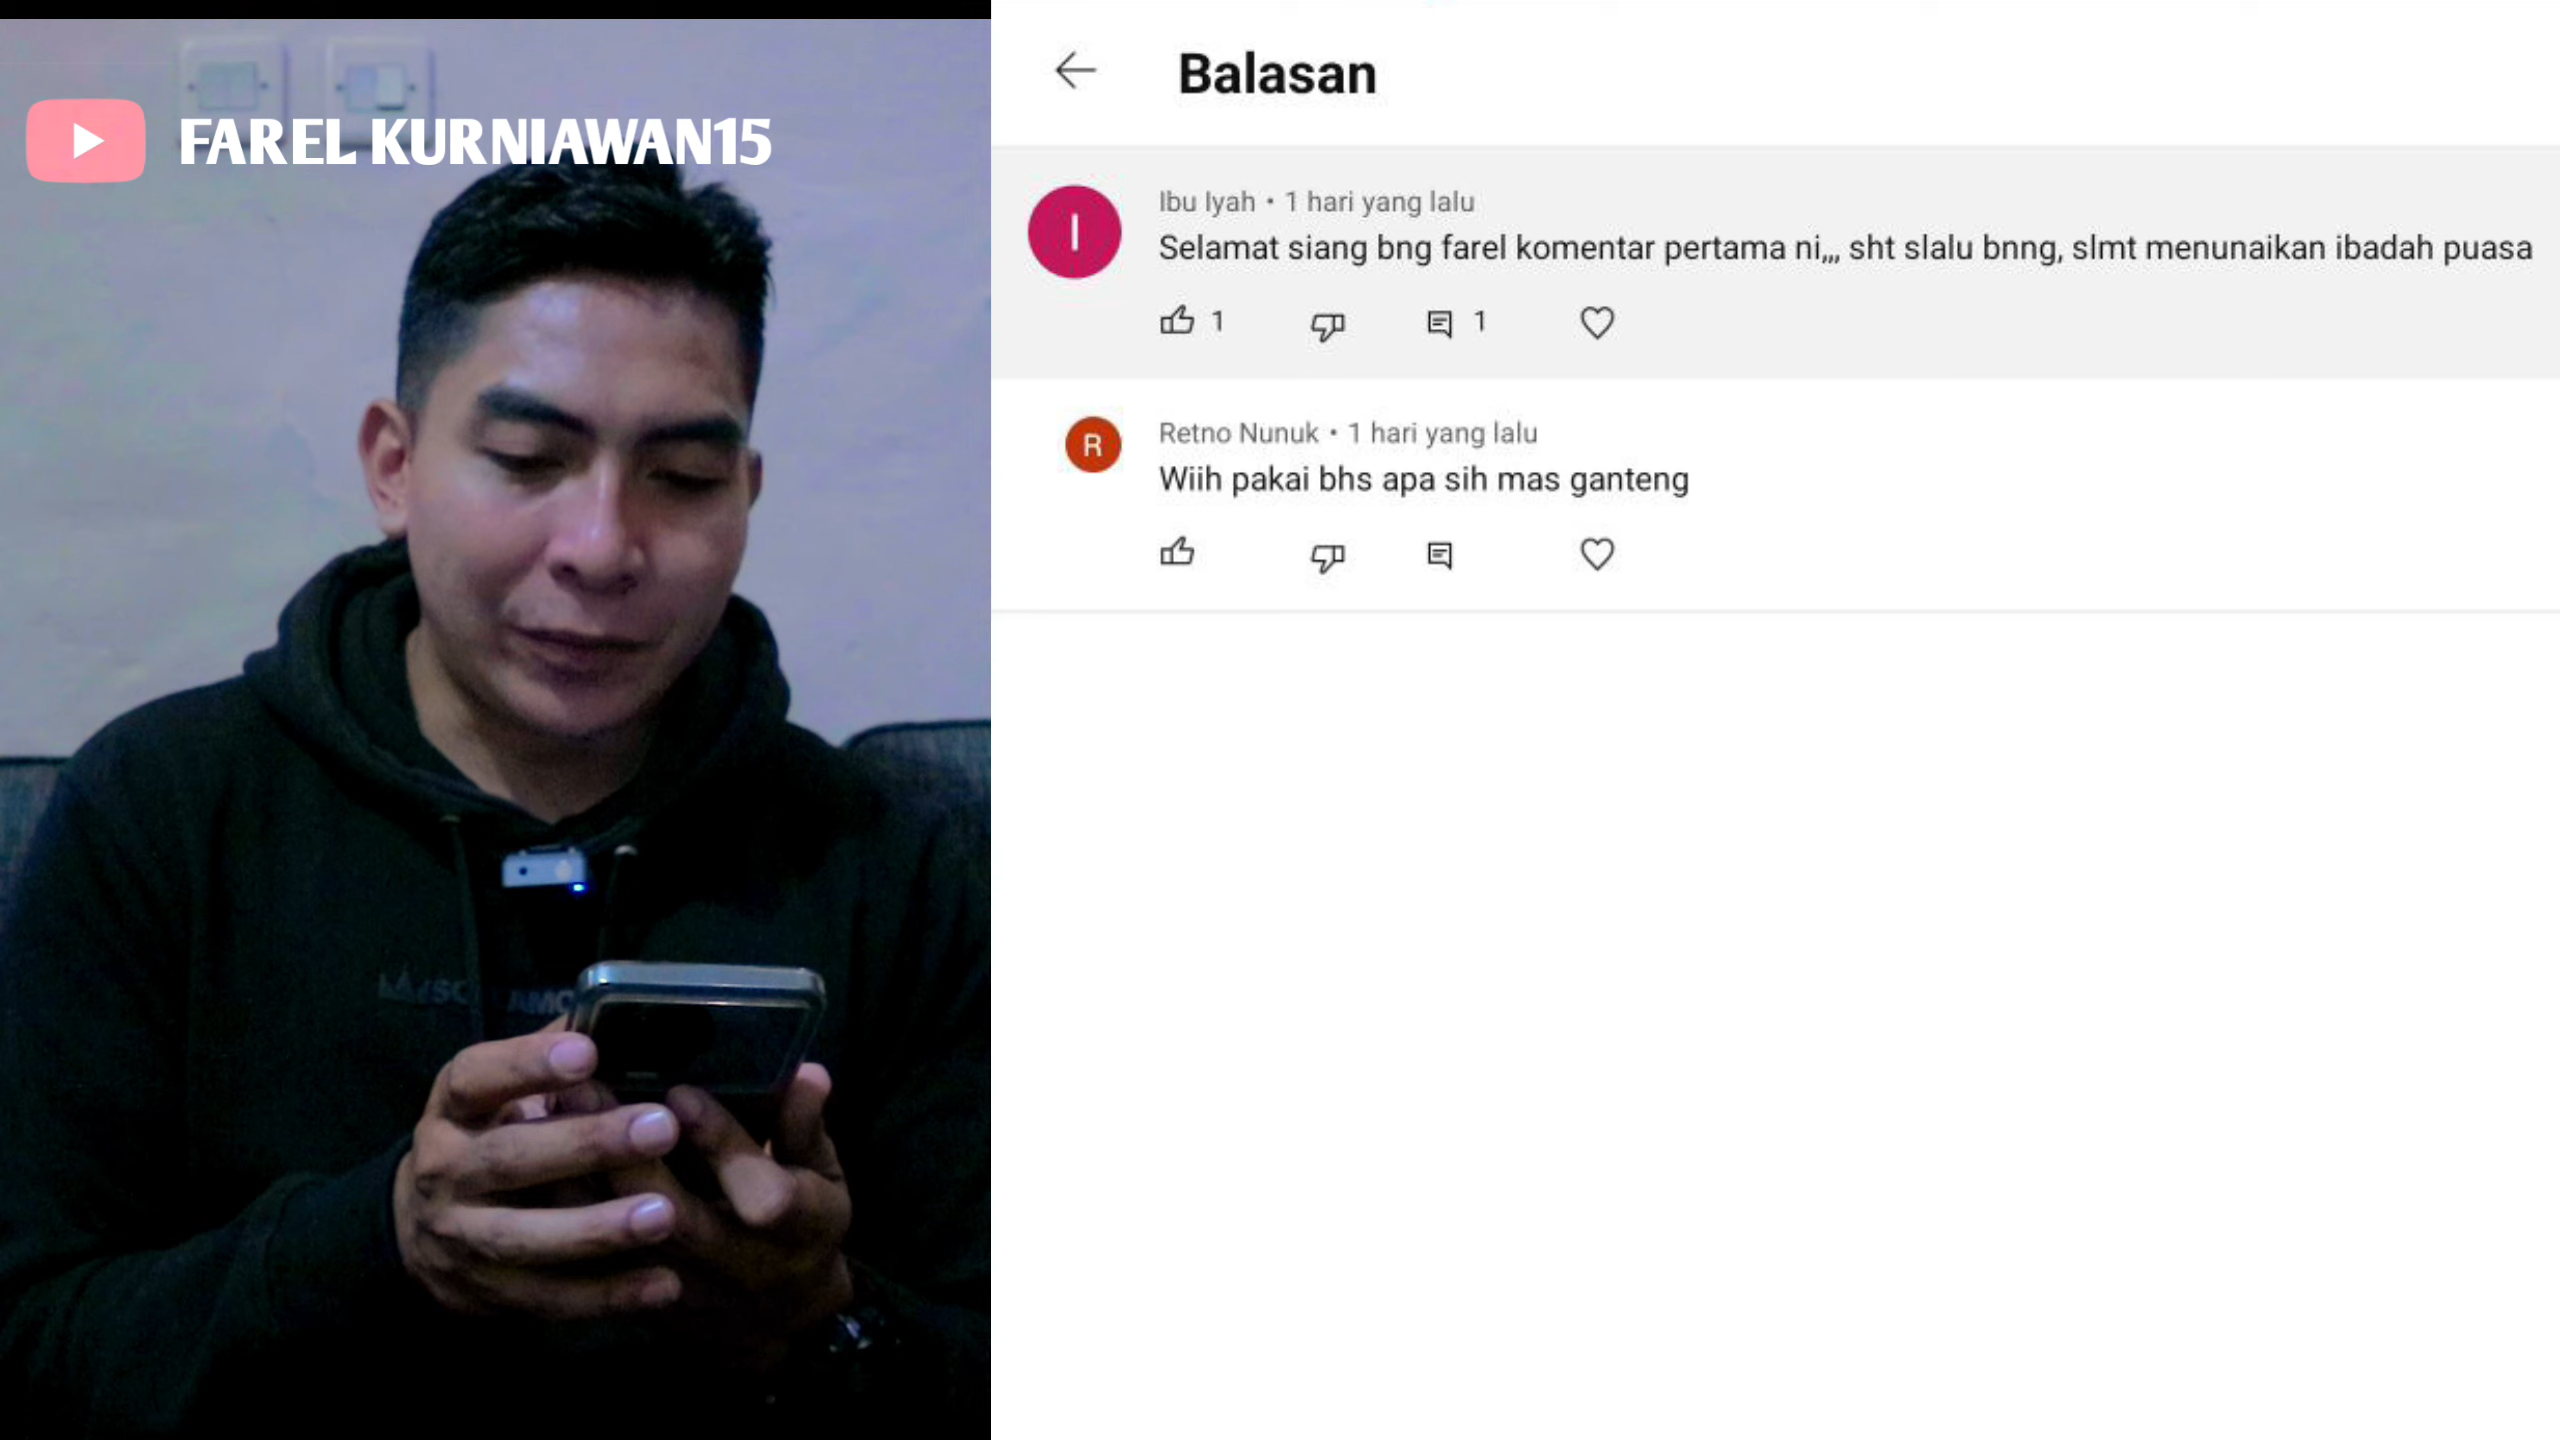 FAREL KURNIAWAN15
Balasan
I
Ibu Iyah • 1 hari yang lalu
Selamat siang bng farel komentar pertama ni,,, sht slalu bnng, slmt menunaikan ibadah puasa
1
1
R
Retno Nunuk • 1 hari yang lalu
Wiih pakai bhs apa sih mas ganteng